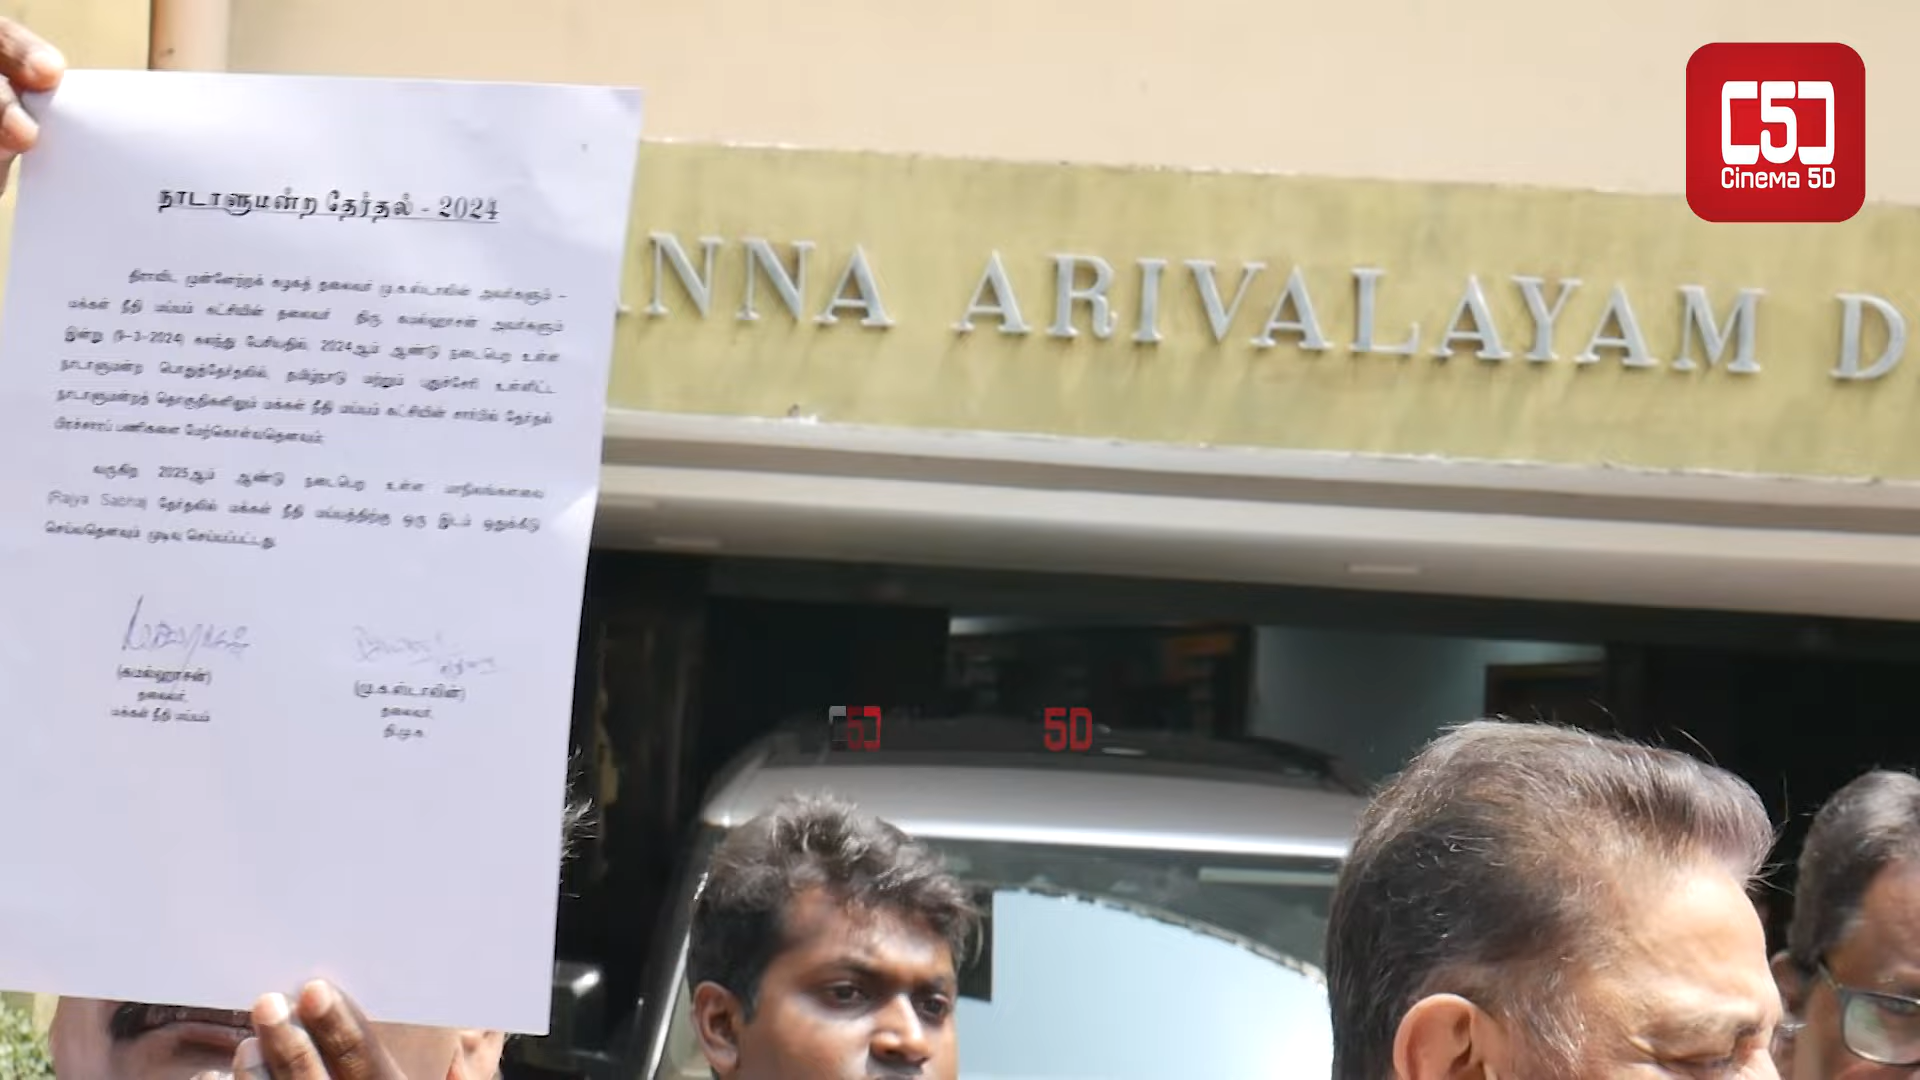 நாடாளுமன்ற தேர்தல் - 2024
திராவிட முன்னேற்றக் கழகத் தலைவர் மு.க.ஸ்டாலின் அவர்களும் -
மக்கள் நீதி மய்யம் கட்சியின் தலைவர் திரு. கமல்ஹாசன் அவர்களும்
இன்று (9-3-2024) கலந்து பேசியதில், 2024ஆம் ஆண்டு நடைபெற உள்ள
நாடாளுமன்ற பொதுத்தேர்தலில், தமிழ்நாடு மற்றும் புதுச்சேரி உள்ளிட்ட
நாடாளுமன்றத் தொகுதிகளிலும் மக்கள் நீதி மய்யம் கட்சியின் சார்பில் தேர்தல்
பிரச்சாரப் பணிகளை மேற்கொள்வதெனவும்;
வருகிற 2025ஆம் ஆண்டு நடைபெற உள்ள மாநிலங்களவை
(Rajya Sabha) தேர்தலில் மக்கள் நீதி மய்யத்திற்கு ஒரு இடம் ஒதுக்கீடு
செய்வதெனவும் முடிவு செய்யப்பட்டது.
(கமல்ஹாசன்)
தலைவர்,
மக்கள் நீதி மய்யம்
(மு.க.ஸ்டாலின்)
தலைவர்,
தி.மு.க.
NNA ARIVALAYAM D
5
Cinema 5D
5
5D